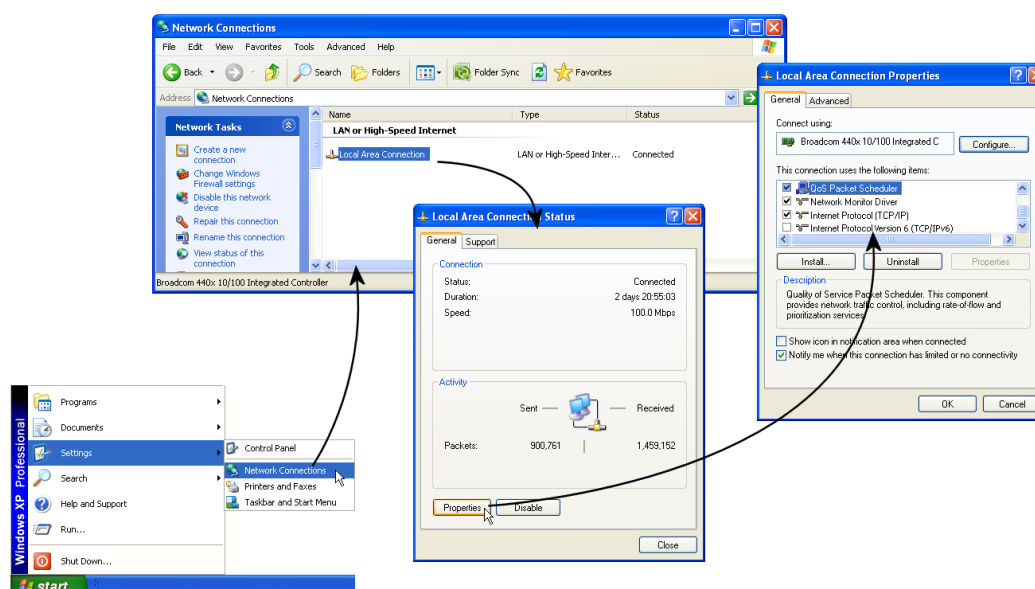 Network Connections
File Edit View Favorites Tools Advanced Help
Back Search Folders Folder Sync Favorites
Address Network Connections
Network Tasks
Create a new
connection
Change Windows
Firewall settings
Disable this network
device
Repair this connection
Rename this connection
View status of this
connection
Name Type Status
LAN or High-Speed Internet
Local Area Connection LAN or High-Speed Inter... Connected
Broadcom 440x 10/100 Integrated Controller
Local Area Connection Status
General Support
Connection
Status: Connected
Duration: 2 days 20:55:03
Speed: 100.0 Mbps
Activity
Sent Received
Packets: 900,761 1,459,152
Properties Disable
Close
Local Area Connection Properties
General Advanced
Connect using:
Broadcom 440x 10/100 Integrated C Configure...
This connection uses the following items:
QoS Packet Scheduler
Network Monitor Driver
Internet Protocol (TCP/IP)
Internet Protocol Version 6 (TCP/IPv6)
Install... Uninstall Properties
Description
Quality of Service Packet Scheduler. This component
provides network traffic control, including rate-of-flow and
prioritization services.
Show icon in notification area when connected
Notify me when this connection has limited or no connectivity
OK Cancel
Windows XP Professional
Programs
Documents
Settings
Search
Help and Support
Run...
Shut Down...
Control Panel
Network Connections
Printers and Faxes
Taskbar and Start Menu
start